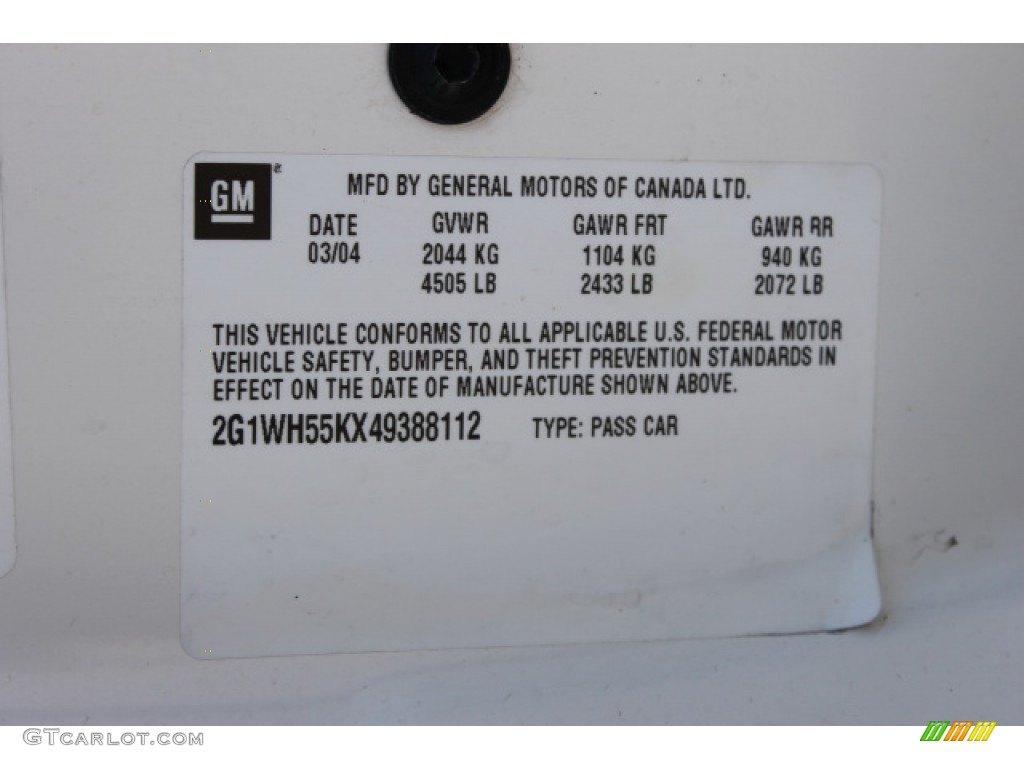 GM
MFD BY GENERAL MOTORS OF CANADA LTD.
DATE GVWR GAWR FRT GAWR RR
03/04 2044 KG 1104 KG 940 KG
4505 LB 2433 LB 2072 LB
THIS VEHICLE CONFORMS TO ALL APPLICABLE U.S. FEDERAL MOTOR
VEHICLE SAFETY, BUMPER, AND THEFT PREVENTION STANDARDS IN
EFFECT ON THE DATE OF MANUFACTURE SHOWN ABOVE.
2G1WH55KX49388112 TYPE: PASS CAR
GTCARLOT.COM